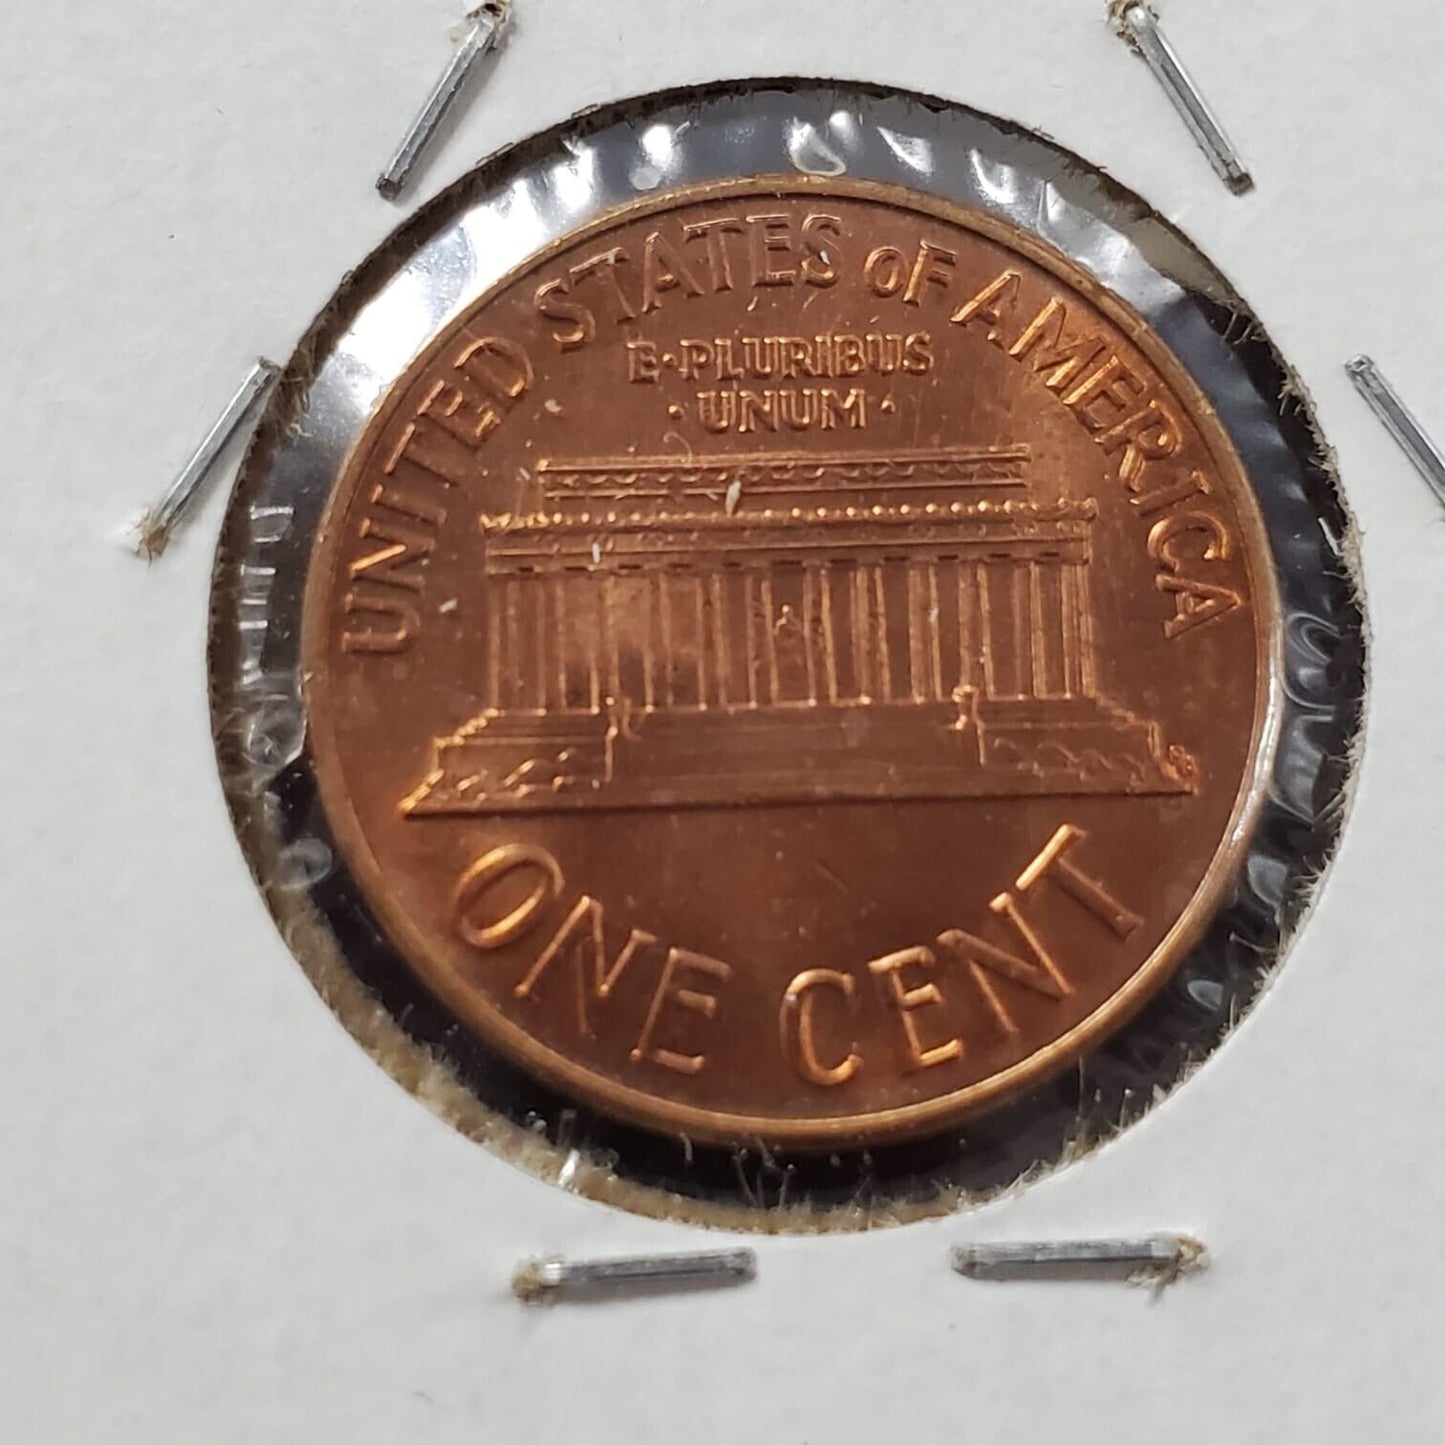 UNITED STATES OF AMERICA
E·PLURIBUS
·UNUM·
ONE CENT